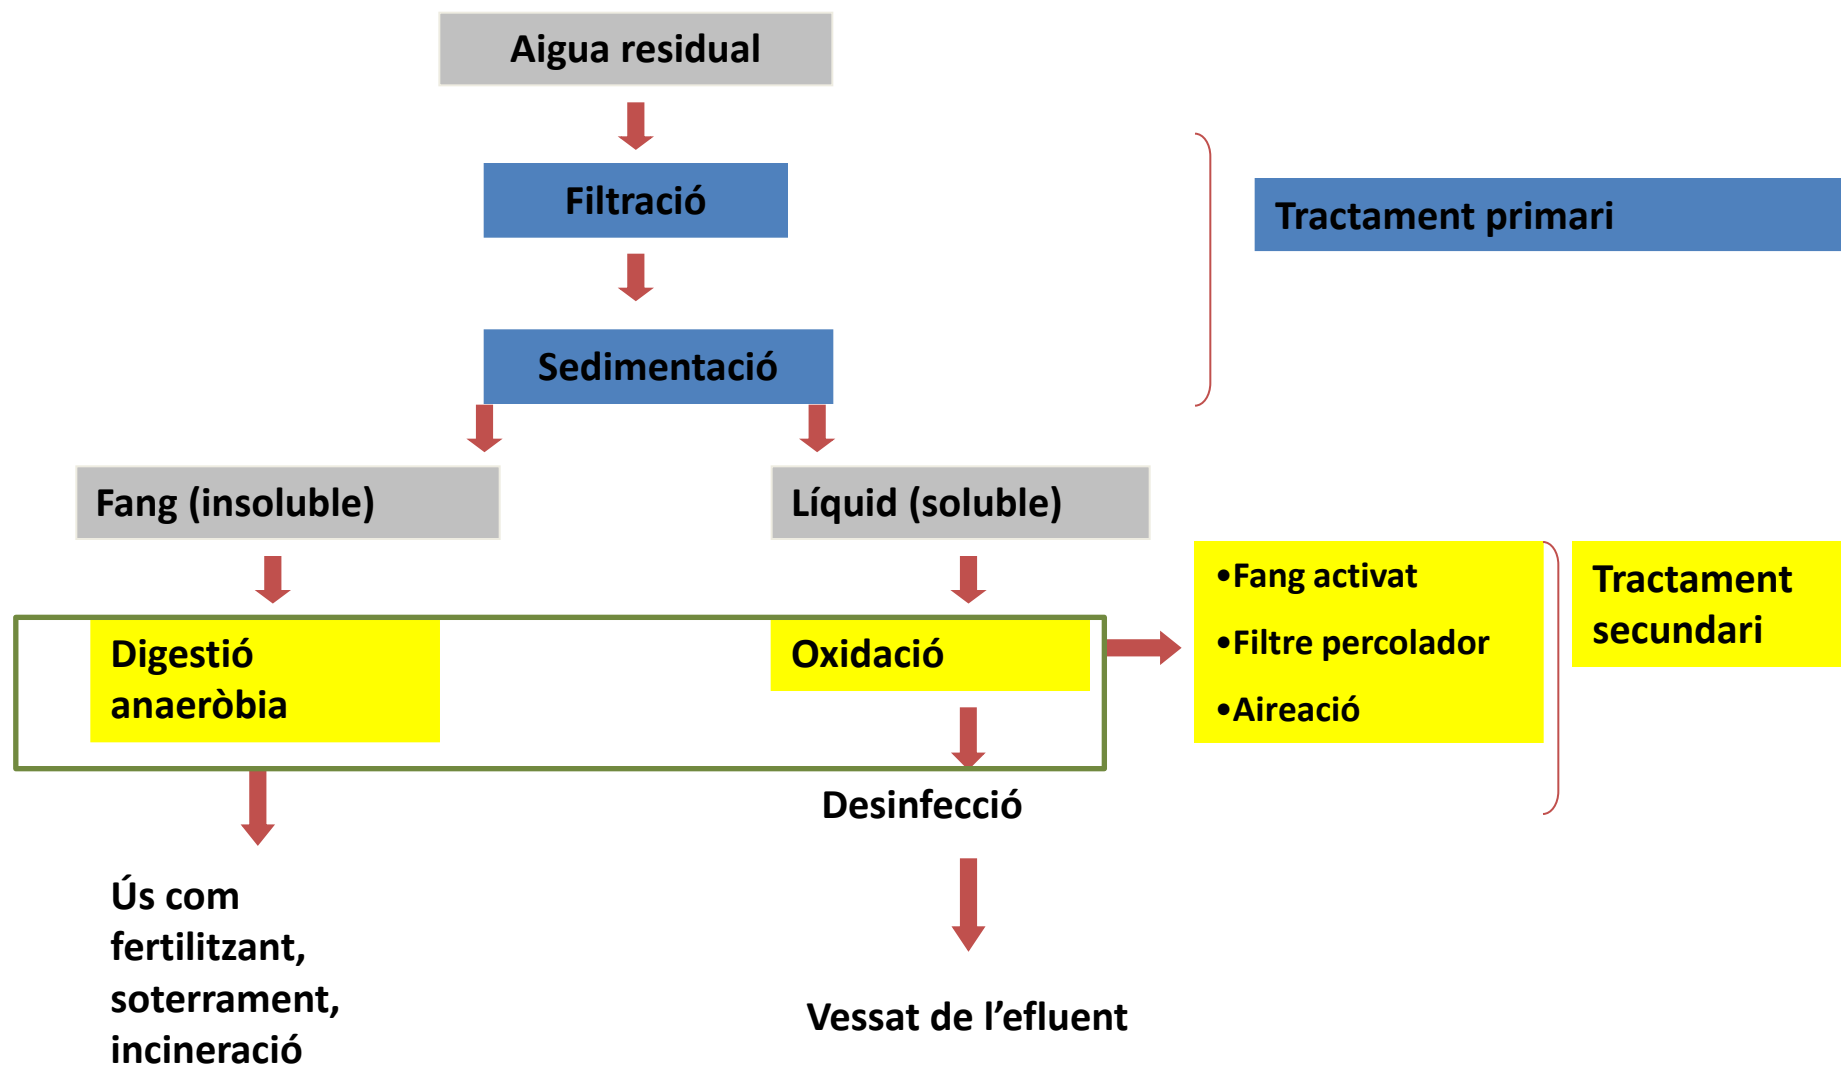 Aigua residual
Filtració
Tractament primari
Sedimentació
Fang (insoluble)
Líquid (soluble)
•Fang activat
•Filtre percolador
•Aireació
Tractament
secundari
Digestió
anaeròbia
Oxidació
Desinfecció
Ús com
fertilitzant,
soterrament,
incineració
Vessat de l’efluent